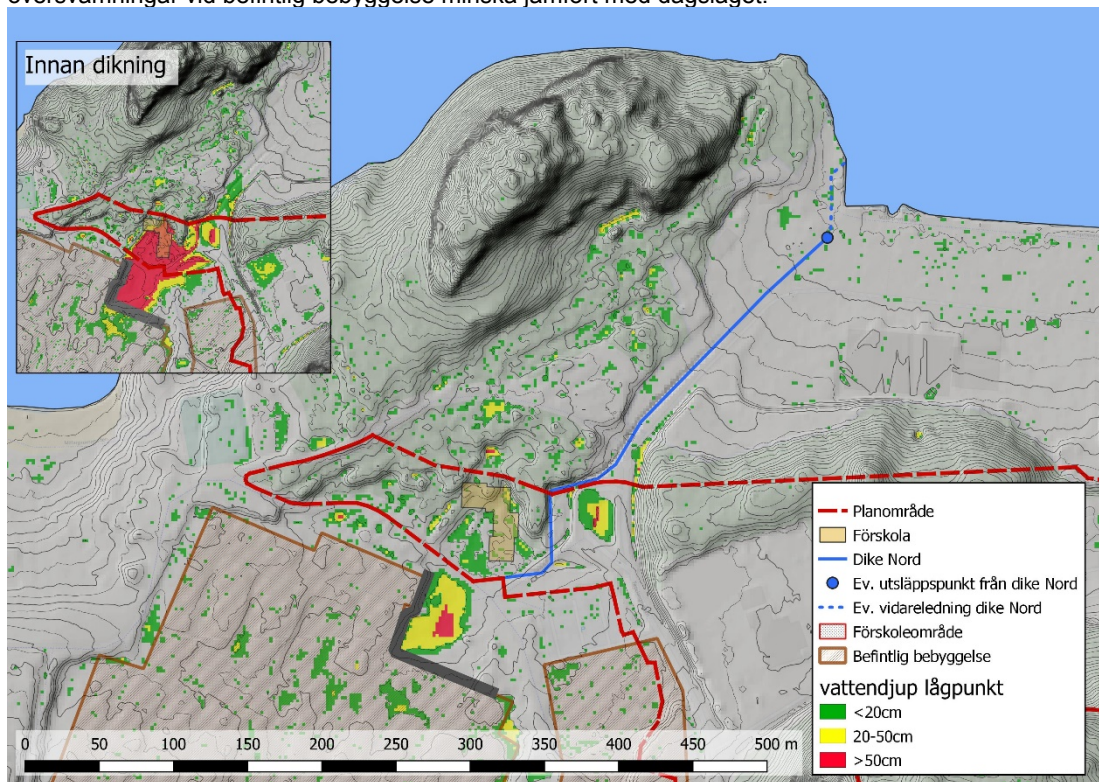 översvämningar vid befintlig bebyggelse minska jämfört med dagsläget.
Innan dikning
Planområde
Förskola
Dike Nord
Ev. utsläppspunkt från dike Nord
Ev. vidareledning dike Nord
Förskoleområde
Befintlig bebyggelse
vattendjup lågpunkt
<20cm
20-50cm
>50cm
0 50 100 150 200 250 300 350 400 450 500 m